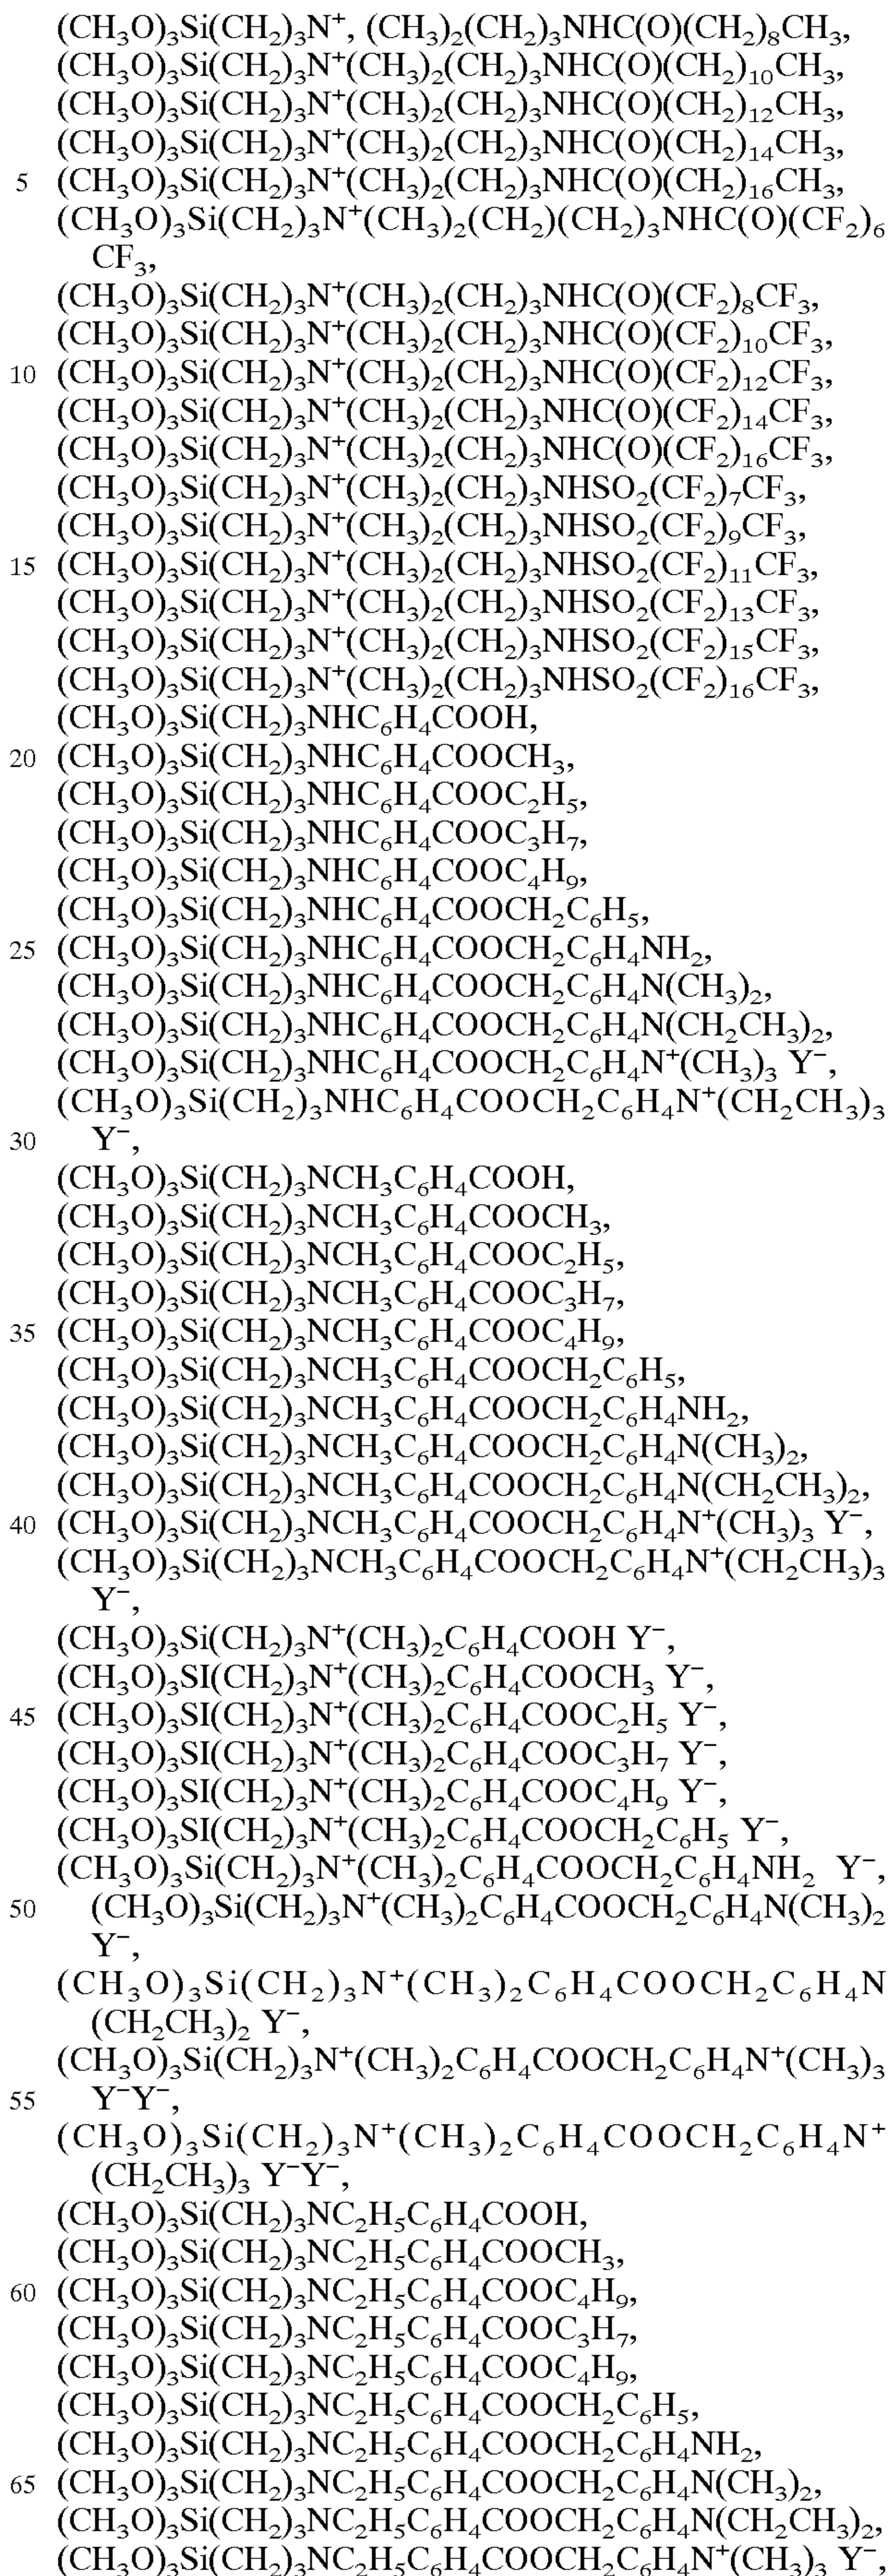 (CH₃O)₃Si(CH₂)₃N⁺, (CH₃)₂(CH₂)₃NHC(O)(CH₂)₈CH₃,
(CH₃O)₃Si(CH₂)₃N⁺(CH₃)₂(CH₂)₃NHC(O)(CH₂)₁₀CH₃,
(CH₃O)₃Si(CH₂)₃N⁺(CH₃)₂(CH₂)₃NHC(O)(CH₂)₁₂CH₃,
(CH₃O)₃Si(CH₂)₃N⁺(CH₃)₂(CH₂)₃NHC(O)(CH₂)₁₄CH₃,
5 (CH₃O)₃Si(CH₂)₃N⁺(CH₃)₂(CH₂)₃NHC(O)(CH₂)₁₆CH₃,
(CH₃O)₃Si(CH₂)₃N⁺(CH₃)₂(CH₂)(CH₂)₃NHC(O)(CF₂)₆
CF₃,
(CH₃O)₃Si(CH₂)₃N⁺(CH₃)₂(CH₂)₃NHC(O)(CF₂)₈CF₃,
(CH₃O)₃Si(CH₂)₃N⁺(CH₃)₂(CH₂)₃NHC(O)(CF₂)₁₀CF₃,
10 (CH₃O)₃Si(CH₂)₃N⁺(CH₃)₂(CH₂)₃NHC(O)(CF₂)₁₂CF₃,
(CH₃O)₃Si(CH₂)₃N⁺(CH₃)₂(CH₂)₃NHC(O)(CF₂)₁₄CF₃,
(CH₃O)₃Si(CH₂)₃N⁺(CH₃)₂(CH₂)₃NHC(O)(CF₂)₁₆CF₃,
(CH₃O)₃Si(CH₂)₃N⁺(CH₃)₂(CH₂)₃NHSO₂(CF₂)₇CF₃,
(CH₃O)₃Si(CH₂)₃N⁺(CH₃)₂(CH₂)₃NHSO₂(CF₂)₉CF₃,
15 (CH₃O)₃Si(CH₂)₃N⁺(CH₃)₂(CH₂)₃NHSO₂(CF₂)₁₁CF₃,
(CH₃O)₃Si(CH₂)₃N⁺(CH₃)₂(CH₂)₃NHSO₂(CF₂)₁₃CF₃,
(CH₃O)₃Si(CH₂)₃N⁺(CH₃)₂(CH₂)₃NHSO₂(CF₂)₁₅CF₃,
(CH₃O)₃Si(CH₂)₃N⁺(CH₃)₂(CH₂)₃NHSO₂(CF₂)₁₆CF₃,
(CH₃O)₃Si(CH₂)₃NHC₆H₄COOH,
20 (CH₃O)₃Si(CH₂)₃NHC₆H₄COOCH₃,
(CH₃O)₃Si(CH₂)₃NHC₆H₄COOC₂H₅,
(CH₃O)₃Si(CH₂)₃NHC₆H₄COOC₃H₇,
(CH₃O)₃Si(CH₂)₃NHC₆H₄COOC₄H₉,
(CH₃O)₃Si(CH₂)₃NHC₆H₄COOCH₂C₆H₅,
25 (CH₃O)₃Si(CH₂)₃NHC₆H₄COOCH₂C₆H₄NH₂,
(CH₃O)₃Si(CH₂)₃NHC₆H₄COOCH₂C₆H₄N(CH₃)₂,
(CH₃O)₃Si(CH₂)₃NHC₆H₄COOCH₂C₆H₄N(CH₂CH₃)₂,
(CH₃O)₃Si(CH₂)₃NHC₆H₄COOCH₂C₆H₄N⁺(CH₃)₃ Y⁻,
(CH₃O)₃Si(CH₂)₃NHC₆H₄COOCH₂C₆H₄N⁺(CH₂CH₃)₃
30 Y⁻,
(CH₃O)₃Si(CH₂)₃NCH₃C₆H₄COOH,
(CH₃O)₃Si(CH₂)₃NCH₃C₆H₄COOCH₃,
(CH₃O)₃Si(CH₂)₃NCH₃C₆H₄COOC₂H₅,
(CH₃O)₃Si(CH₂)₃NCH₃C₆H₄COOC₃H₇,
35 (CH₃O)₃Si(CH₂)₃NCH₃C₆H₄COOC₄H₉,
(CH₃O)₃Si(CH₂)₃NCH₃C₆H₄COOCH₂C₆H₅,
(CH₃O)₃Si(CH₂)₃NCH₃C₆H₄COOCH₂C₆H₄NH₂,
(CH₃O)₃Si(CH₂)₃NCH₃C₆H₄COOCH₂C₆H₄N(CH₃)₂,
(CH₃O)₃Si(CH₂)₃NCH₃C₆H₄COOCH₂C₆H₄N(CH₂CH₃)₂,
40 (CH₃O)₃Si(CH₂)₃NCH₃C₆H₄COOCH₂C₆H₄N⁺(CH₃)₃ Y⁻,
(CH₃O)₃Si(CH₂)₃NCH₃C₆H₄COOCH₂C₆H₄N⁺(CH₂CH₃)₃
Y⁻,
(CH₃O)₃Si(CH₂)₃N⁺(CH₃)₂C₆H₄COOH Y⁻,
(CH₃O)₃SI(CH₂)₃N⁺(CH₃)₂C₆H₄COOCH₃ Y⁻,
45 (CH₃O)₃SI(CH₂)₃N⁺(CH₃)₂C₆H₄COOC₂H₅ Y⁻,
(CH₃O)₃SI(CH₂)₃N⁺(CH₃)₂C₆H₄COOC₃H₇ Y⁻,
(CH₃O)₃SI(CH₂)₃N⁺(CH₃)₂C₆H₄COOC₄H₉ Y⁻,
(CH₃O)₃SI(CH₂)₃N⁺(CH₃)₂C₆H₄COOCH₂C₆H₅ Y⁻,
(CH₃O)₃Si(CH₂)₃N⁺(CH₃)₂C₆H₄COOCH₂C₆H₄NH₂ Y⁻,
50 (CH₃O)₃Si(CH₂)₃N⁺(CH₃)₂C₆H₄COOCH₂C₆H₄N(CH₃)₂
Y⁻,
(CH₃O)₃Si(CH₂)₃N⁺(CH₃)₂C₆H₄COOCH₂C₆H₄N
(CH₂CH₃)₂ Y⁻,
(CH₃O)₃Si(CH₂)₃N⁺(CH₃)₂C₆H₄COOCH₂C₆H₄N⁺(CH₃)₃
55 Y⁻Y⁻,
(CH₃O)₃Si(CH₂)₃N⁺(CH₃)₂C₆H₄COOCH₂C₆H₄N⁺
(CH₂CH₃)₃ Y⁻Y⁻,
(CH₃O)₃Si(CH₂)₃NC₂H₅C₆H₄COOH,
(CH₃O)₃Si(CH₂)₃NC₂H₅C₆H₄COOCH₃,
60 (CH₃O)₃Si(CH₂)₃NC₂H₅C₆H₄COOC₄H₉,
(CH₃O)₃Si(CH₂)₃NC₂H₅C₆H₄COOC₃H₇,
(CH₃O)₃Si(CH₂)₃NC₂H₅C₆H₄COOC₄H₉,
(CH₃O)₃Si(CH₂)₃NC₂H₅C₆H₄COOCH₂C₆H₅,
(CH₃O)₃Si(CH₂)₃NC₂H₅C₆H₄COOCH₂C₆H₄NH₂,
65 (CH₃O)₃Si(CH₂)₃NC₂H₅C₆H₄COOCH₂C₆H₄N(CH₃)₂,
(CH₃O)₃Si(CH₂)₃NC₂H₅C₆H₄COOCH₂C₆H₄N(CH₂CH₃)₂,
(CH₃O)₃Si(CH₂)₃NC₂H₅C₆H₄COOCH₂C₆H₄N⁺(CH₃)₃ Y⁻,